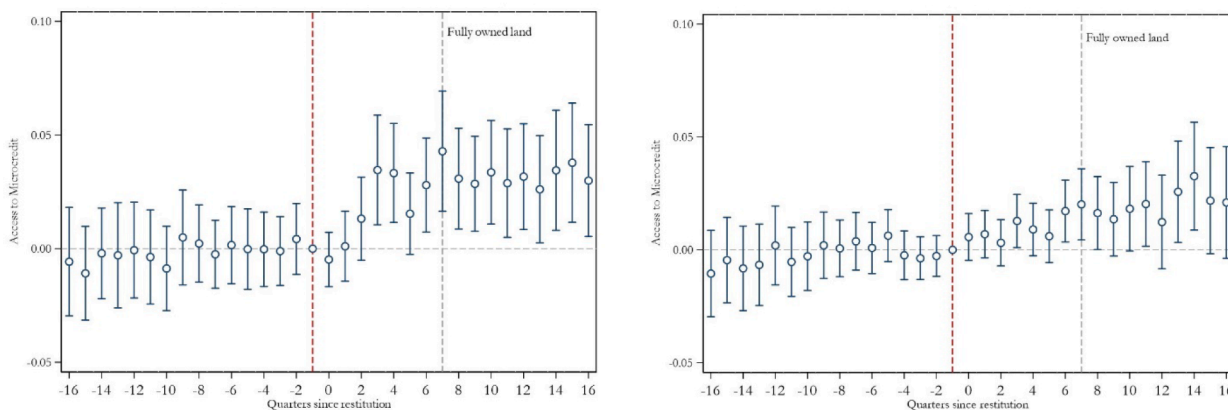 0.10
Fully owned land
0.05
0.00
-0.05
Access to Microcredit
-16 -14 -12 -10 -8 -6 -4 -2 0 2 4 6 8 10 12 14 16
Quarters since restitution
0.10
Fully owned land
0.05
0.00
-0.05
Access to Microcredit
-16 -14 -12 -10 -8 -6 -4 -2 0 2 4 6 8 10 12 14 16
Quarters since restitution